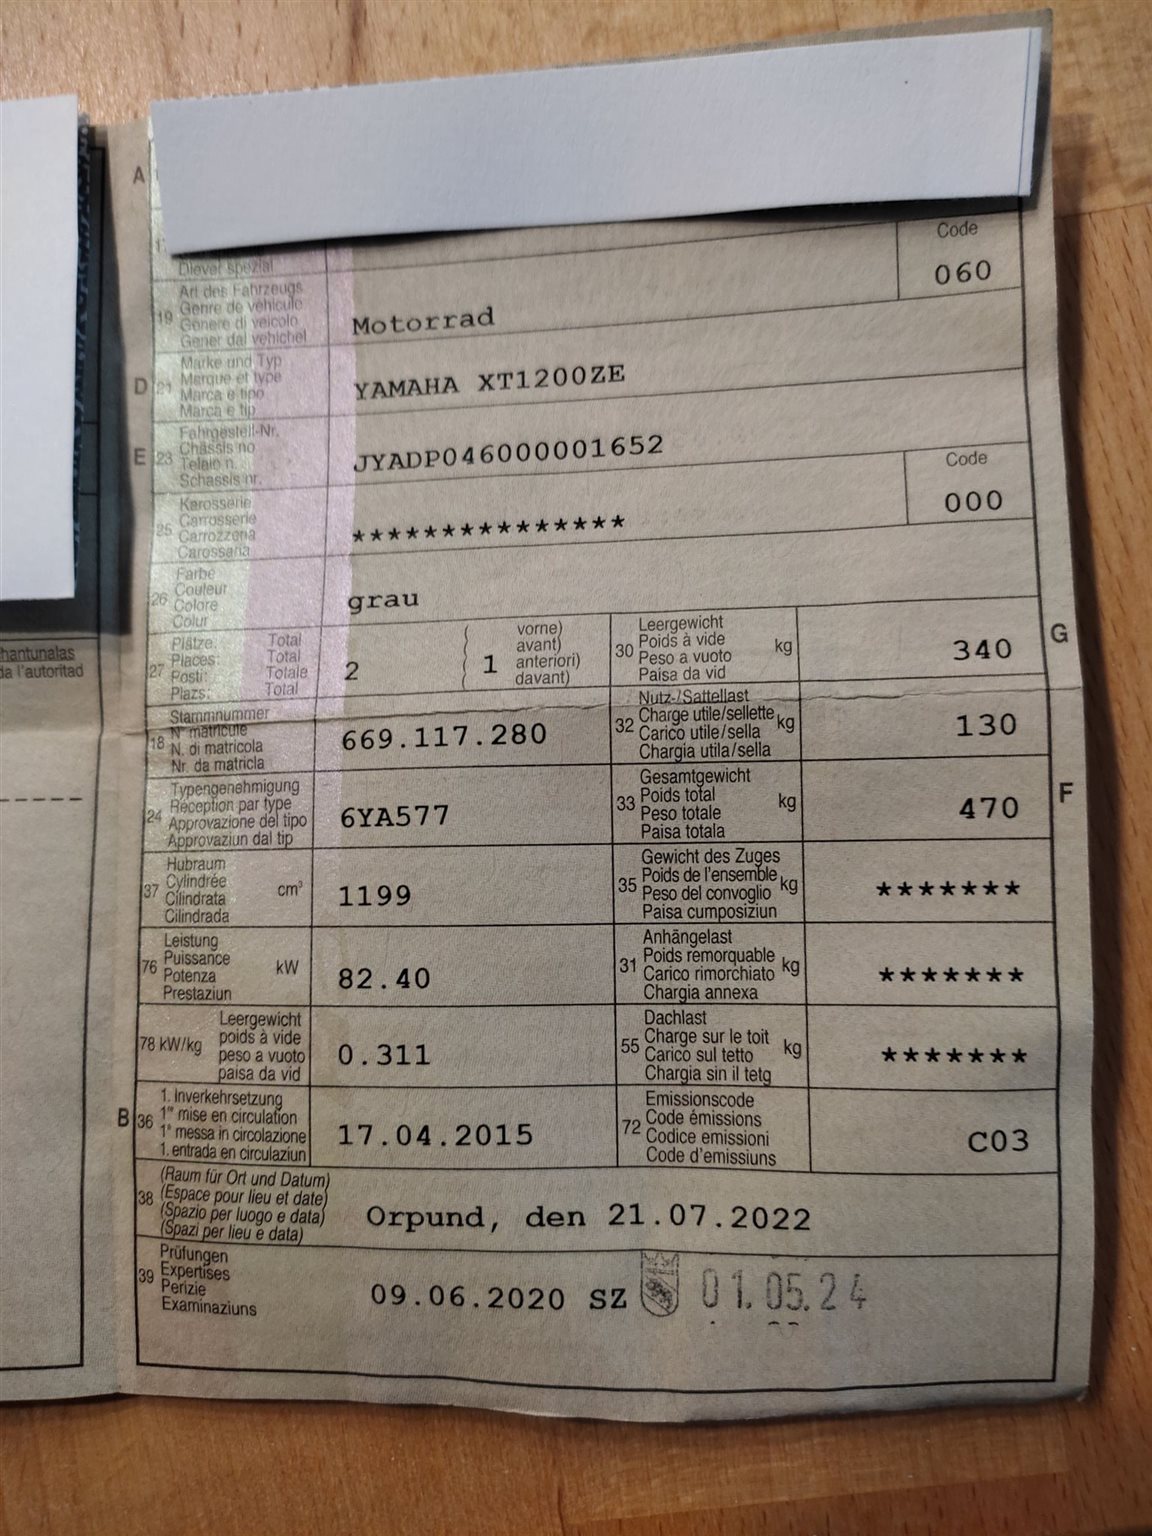 A
Code
060
Diever spezial
19
Art des Fahrzeugs
Genre de véhicule
Genere di veicolo
Gener dal vehichel
Motorrad
D 21
Marke und Typ
Marque et type
Marca e tipo
Marca e tip
YAMAHA XT1200ZE
E 23
Fahrgestell-Nr.
Châssis no
Telaio n.
Schassis nr.
JYADP046000001652
Code
000
25
Karosserie
Carrosserie
Carrozzeria
Carossaria
***************
26
Farbe
Couleur
Colore
Colur
grau
27
Plätze: Total
Places: Total
Posti: Totale
Plazs: Total
2
1
vorne)
avant)
anteriori)
davant)
30
Leergewicht
Poids à vide
Peso a vuoto
Paisa da vid
kg
340
G
18
Stammnummer
N° matricule
N. di matricola
Nr. da matricla
669.117.280
32
Nutz-/Sattellast
Charge utile/sellette
Carico utile/sella
Chargia utila/sella
kg
130
24
Typengenehmigung
Réception par type
Approvazione del tipo
Approvaziun dal tip
6YA577
33
Gesamtgewicht
Poids total
Peso totale
Paisa totala
kg
470
F
37
Hubraum
Cylindrée
Cilindrata
Cilindrada
cm³
1199
35
Gewicht des Zuges
Poids de l'ensemble
Peso del convoglio
Paisa cumposiziun
kg
*******
76
Leistung
Puissance
Potenza
Prestaziun
kW
82.40
31
Anhängelast
Poids remorquable
Carico rimorchiato
Chargia annexa
kg
*******
78 kW/kg
Leergewicht
poids à vide
peso a vuoto
paisa da vid
0.311
55
Dachlast
Charge sur le toit
Carico sul tetto
Chargia sin il tetg
kg
*******
B 36
1. Inverkehrsetzung
1re mise en circulation
1a messa in circolazione
1. entrada en circulaziun
17.04.2015
72
Emissionscode
Code émissions
Codice emissioni
Code d'emissiuns
C03
38
(Raum für Ort und Datum)
(Espace pour lieu et date)
(Spazio per luogo e data)
(Spazi per lieu e data)
Orpund, den 21.07.2022
39
Prüfungen
Expertises
Perizie
Examinaziuns
09.06.2020 SZ 01.05.24
hantunalas
da l'autoritad